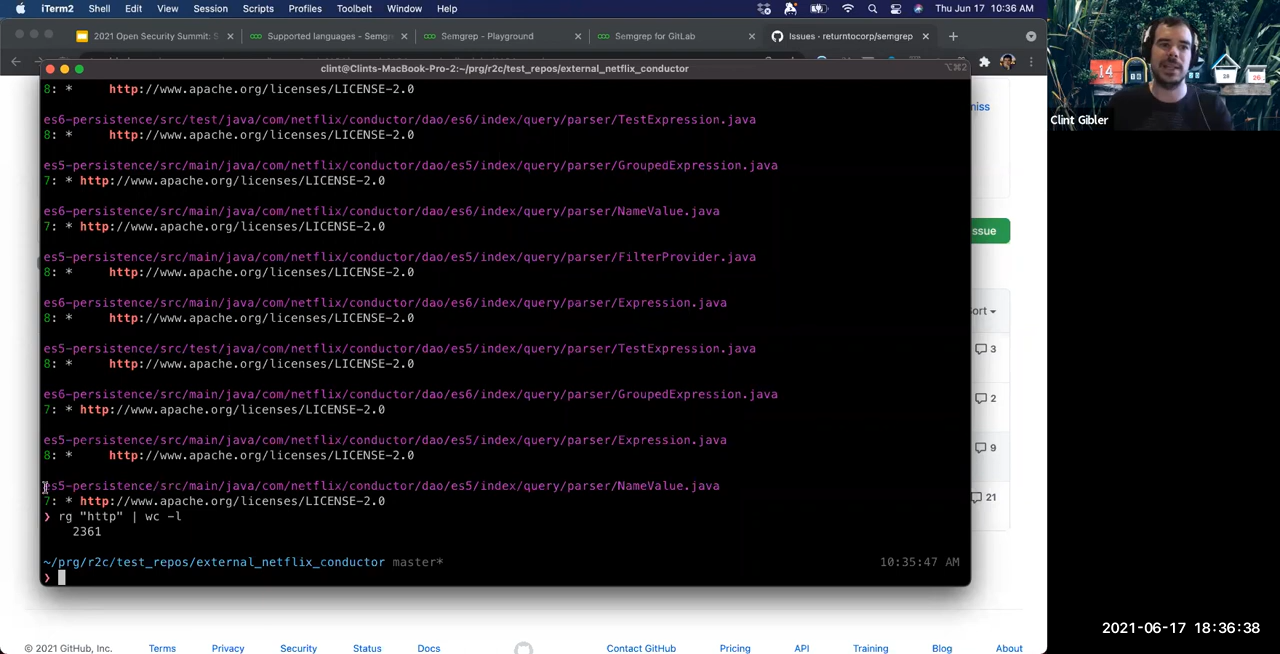 iTerm2 Shell Edit View Session Scripts Profiles Toolbelt Window Help Thu Jun 17 10:36 AM
2021 Open Security Summit: S × Supported languages - Semgr × Semgrep - Playground × Semgrep for GitLab × Issues · returntocorp/semgrep × +
clint@Clints-MacBook-Pro-2:~/prg/r2c/test_repos/external_netflix_conductor ⌥⌘2
8: * http://www.apache.org/licenses/LICENSE-2.0
es6-persistence/src/test/java/com/netflix/conductor/dao/es6/index/query/parser/TestExpression.java
8: * http://www.apache.org/licenses/LICENSE-2.0
es5-persistence/src/main/java/com/netflix/conductor/dao/es5/index/query/parser/GroupedExpression.java
7: * http://www.apache.org/licenses/LICENSE-2.0
es6-persistence/src/main/java/com/netflix/conductor/dao/es6/index/query/parser/NameValue.java
7: * http://www.apache.org/licenses/LICENSE-2.0
es5-persistence/src/main/java/com/netflix/conductor/dao/es5/index/query/parser/FilterProvider.java
8: * http://www.apache.org/licenses/LICENSE-2.0
es6-persistence/src/main/java/com/netflix/conductor/dao/es6/index/query/parser/Expression.java
8: * http://www.apache.org/licenses/LICENSE-2.0
es5-persistence/src/test/java/com/netflix/conductor/dao/es5/index/query/parser/TestExpression.java
8: * http://www.apache.org/licenses/LICENSE-2.0
es6-persistence/src/main/java/com/netflix/conductor/dao/es6/index/query/parser/GroupedExpression.java
7: * http://www.apache.org/licenses/LICENSE-2.0
es5-persistence/src/main/java/com/netflix/conductor/dao/es5/index/query/parser/Expression.java
8: * http://www.apache.org/licenses/LICENSE-2.0
es5-persistence/src/main/java/com/netflix/conductor/dao/es5/index/query/parser/NameValue.java
7: * http://www.apache.org/licenses/LICENSE-2.0
❯ rg "http" | wc -l
2361
~/prg/r2c/test_repos/external_netflix_conductor master* 10:35:47 AM
❯
miss
ssue
ort
3
2
9
21
© 2021 GitHub, Inc. Terms Privacy Security Status Docs Contact GitHub Pricing API Training Blog About
14
26
Clint Gibler
2021-06-17 18:36:38